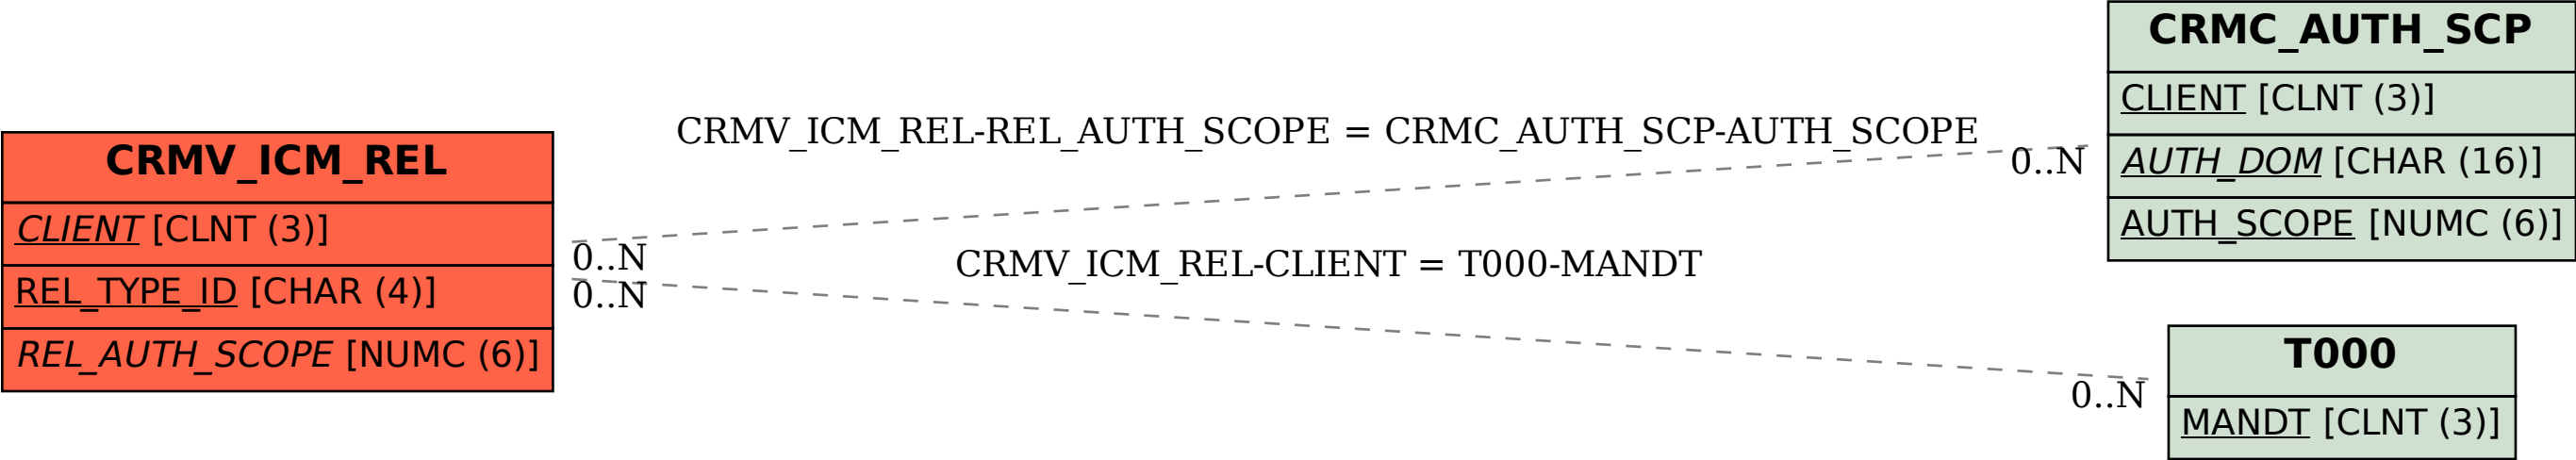 CRMC_AUTH_SCP
CLIENT [CLNT (3)]
AUTH_DOM [CHAR (16)]
AUTH_SCOPE [NUMC (6)]
CRMV_ICM_REL-REL_AUTH_SCOPE = CRMC_AUTH_SCP-AUTH_SCOPE
0..N
CRMV_ICM_REL
CLIENT [CLNT (3)]
REL_TYPE_ID [CHAR (4)]
REL_AUTH_SCOPE [NUMC (6)]
0..N
0..N
CRMV_ICM_REL-CLIENT = T000-MANDT
0..N
T000
MANDT [CLNT (3)]